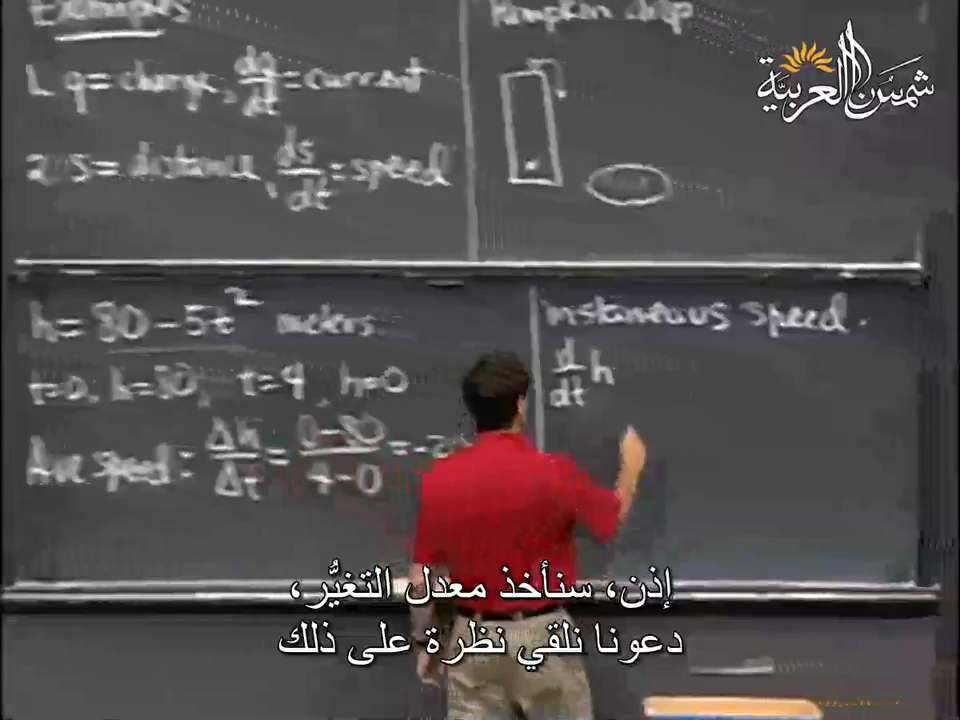 Examples
1. q = charge, dq/dt = current
2. s = distance, ds/dt = speed
Pumpkin drop
شمس العربية
h = 80 - 5t² meters
t=0, h=80, t=4, h=0
Ave speed: Δh/Δt = 0-80/4-0 =
instaneous speed.
d/dt h
إذن، سنأخذ معدل التغيُّر،
دعونا نلقي نظرة على ذلك